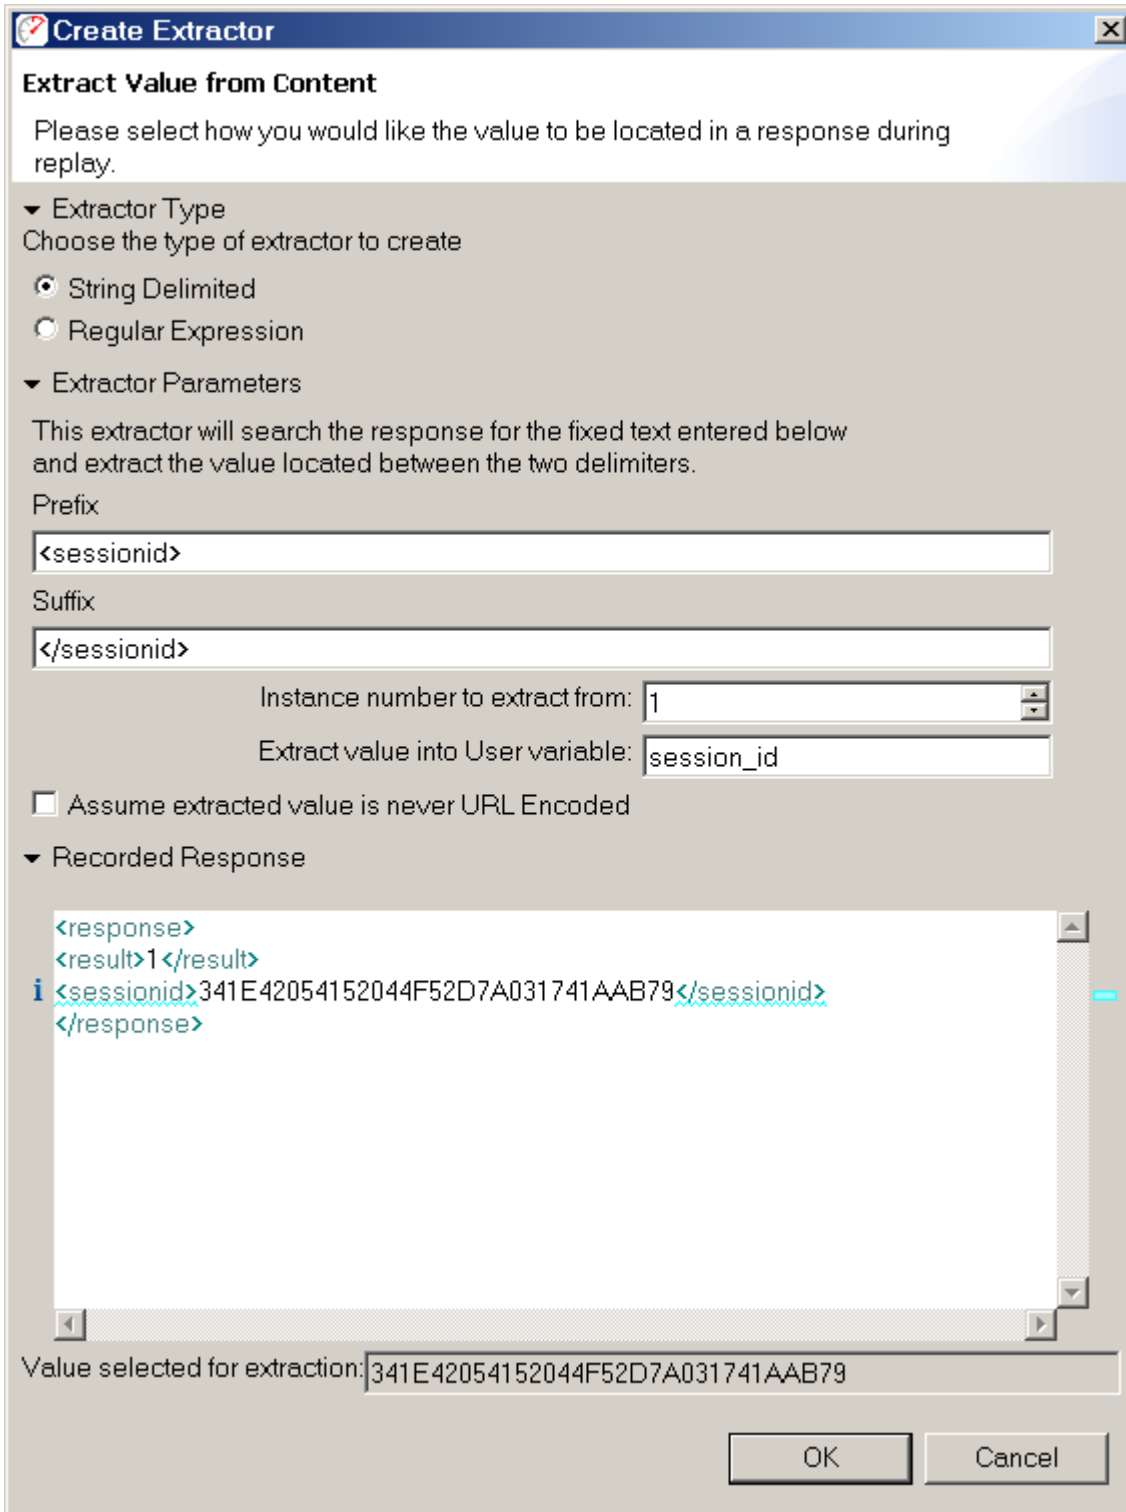 Create Extractor
Extract Value from Content
Please select how you would like the value to be located in a response during
replay.
Extractor Type
Choose the type of extractor to create
String Delimited
Regular Expression
Extractor Parameters
This extractor will search the response for the fixed text entered below
and extract the value located between the two delimiters.
Prefix
<sessionid>
Suffix
</sessionid>
Instance number to extract from: 1
Extract value into User variable: session_id
Assume extracted value is never URL Encoded
Recorded Response
<response>
<result>1</result>
i <sessionid>341E42054152044F52D7A031741AAB79</sessionid>
</response>
Value selected for extraction: 341E42054152044F52D7A031741AAB79
OK Cancel